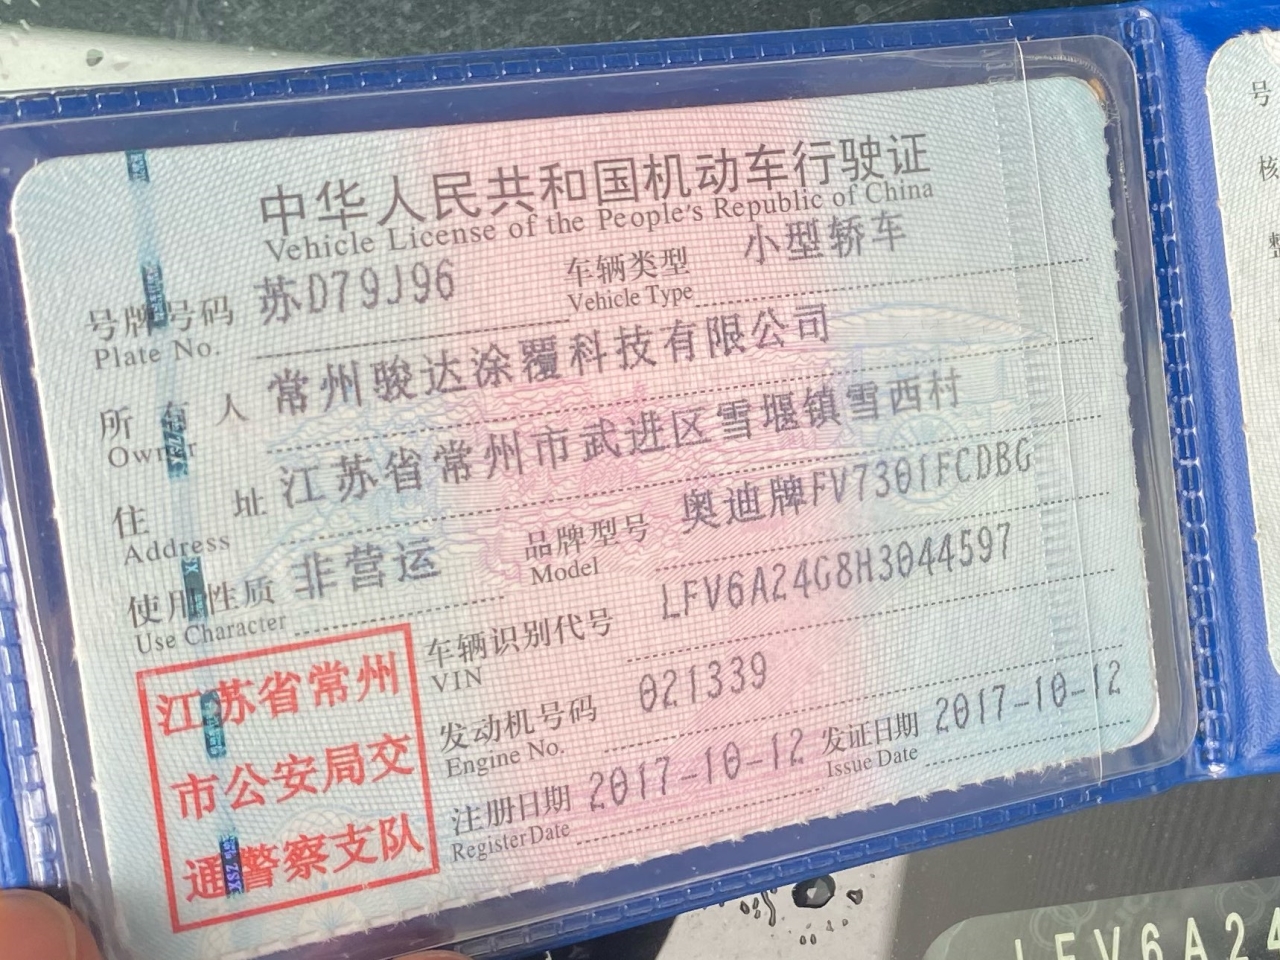 中华人民共和国机动车行驶证
Vehicle License of the People's Republic of China
号牌号码 苏D79J96 车辆类型 小型轿车
Plate No. Vehicle Type
所有人 常州骏达涂覆科技有限公司
Owner
住址 江苏省常州市武进区雪堰镇雪西村
Address
使用性质 非营运 品牌型号 奥迪牌FV7301FCDBG
Use Character Model
车辆识别代号 LFV6A24G8H3044597
VIN
发动机号码 021339
Engine No.
注册日期 2017-10-12 发证日期 2017-10-12
Register Date Issue Date
江苏省常州
市公安局交
通警察支队
号
核
整
LFV6A24